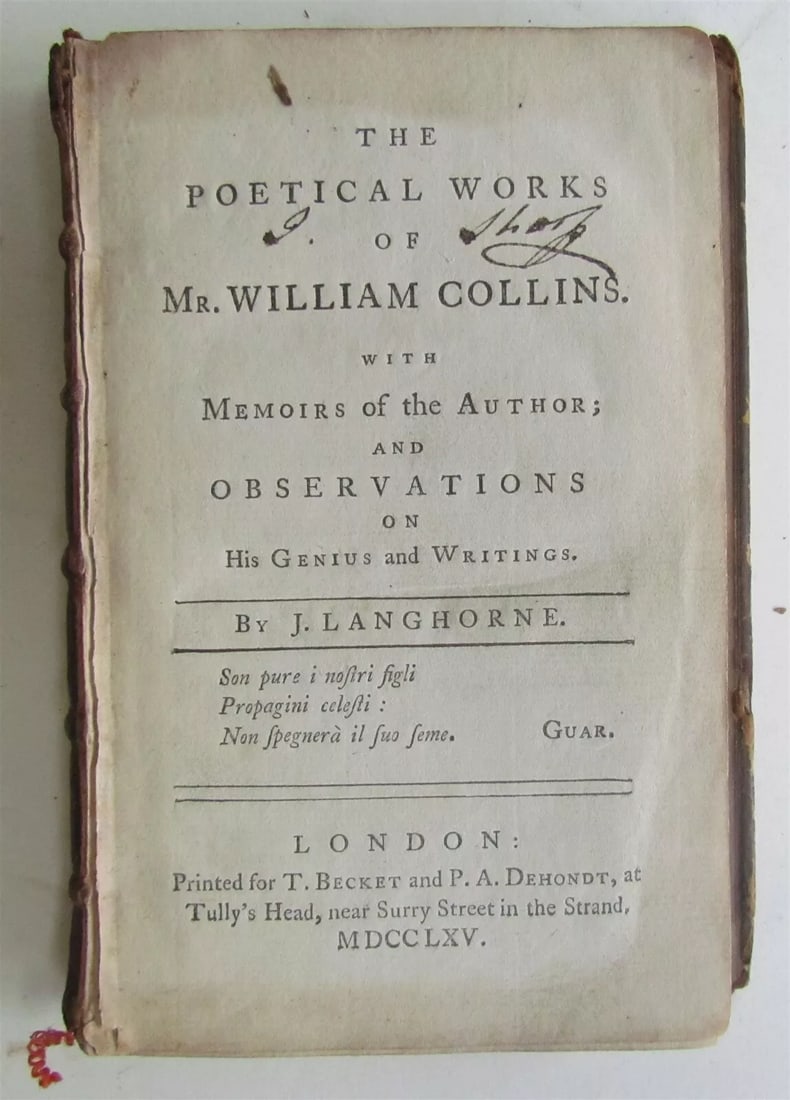 THE
POETICAL WORKS
J. Sharp
OF
MR. WILLIAM COLLINS.
WITH
MEMOIRS of the AUTHOR;
AND
OBSERVATIONS
ON
His GENIUS and WRITINGS.
BY J. LANGHORNE.
Son pure i noſtri figli
Propagini celeſti :
Non ſpegnerà il ſuo ſeme. GUAR.
LONDON:
Printed for T. BECKET and P. A. DEHONDT, at
Tully's Head, near Surry Street in the Strand,
MDCCLXV.